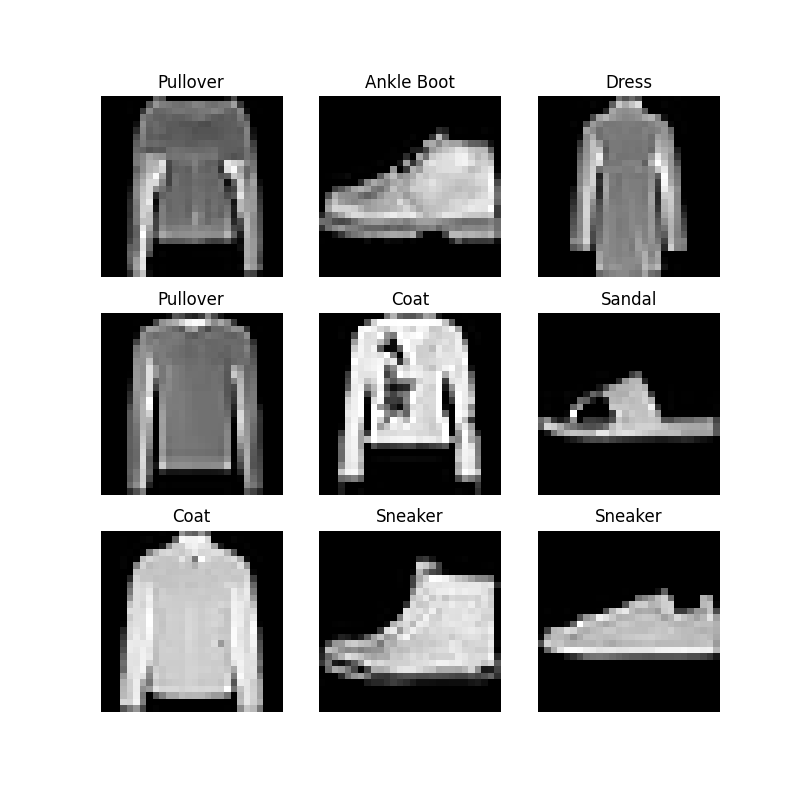 Pullover
Ankle Boot
Dress
Pullover
Coat
Sandal
Coat
Sneaker
Sneaker